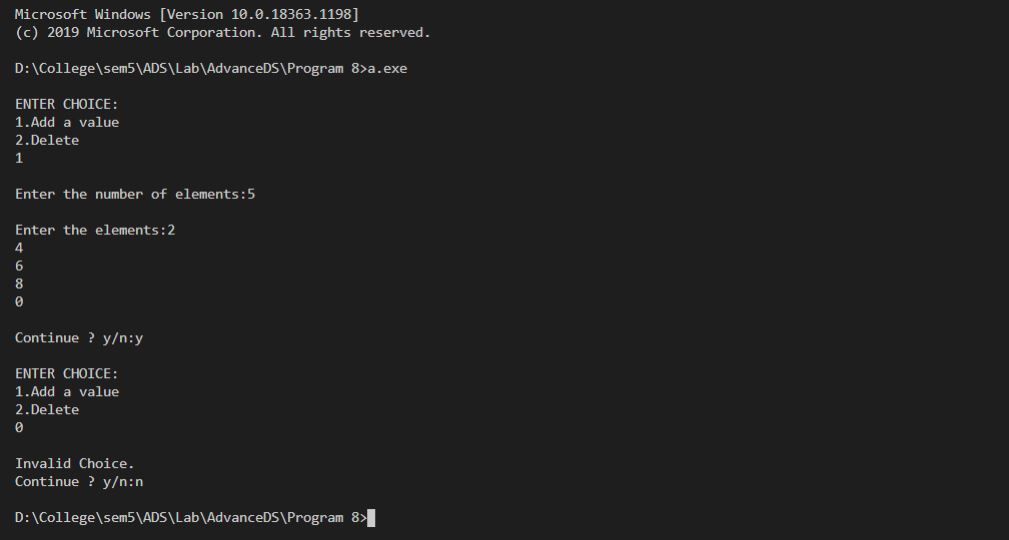 Microsoft Windows [Version 10.0.18363.1198]
(c) 2019 Microsoft Corporation. All rights reserved.
D:\College\sem5\ADS\Lab\AdvanceDS\Program 8>a.exe
ENTER CHOICE:
1.Add a value
2.Delete
1
Enter the number of elements:5
Enter the elements:2
4
6
8
0
Continue ? y/n:y
ENTER CHOICE:
1.Add a value
2.Delete
0
Invalid Choice.
Continue ? y/n:n
D:\College\sem5\ADS\Lab\AdvanceDS\Program 8>